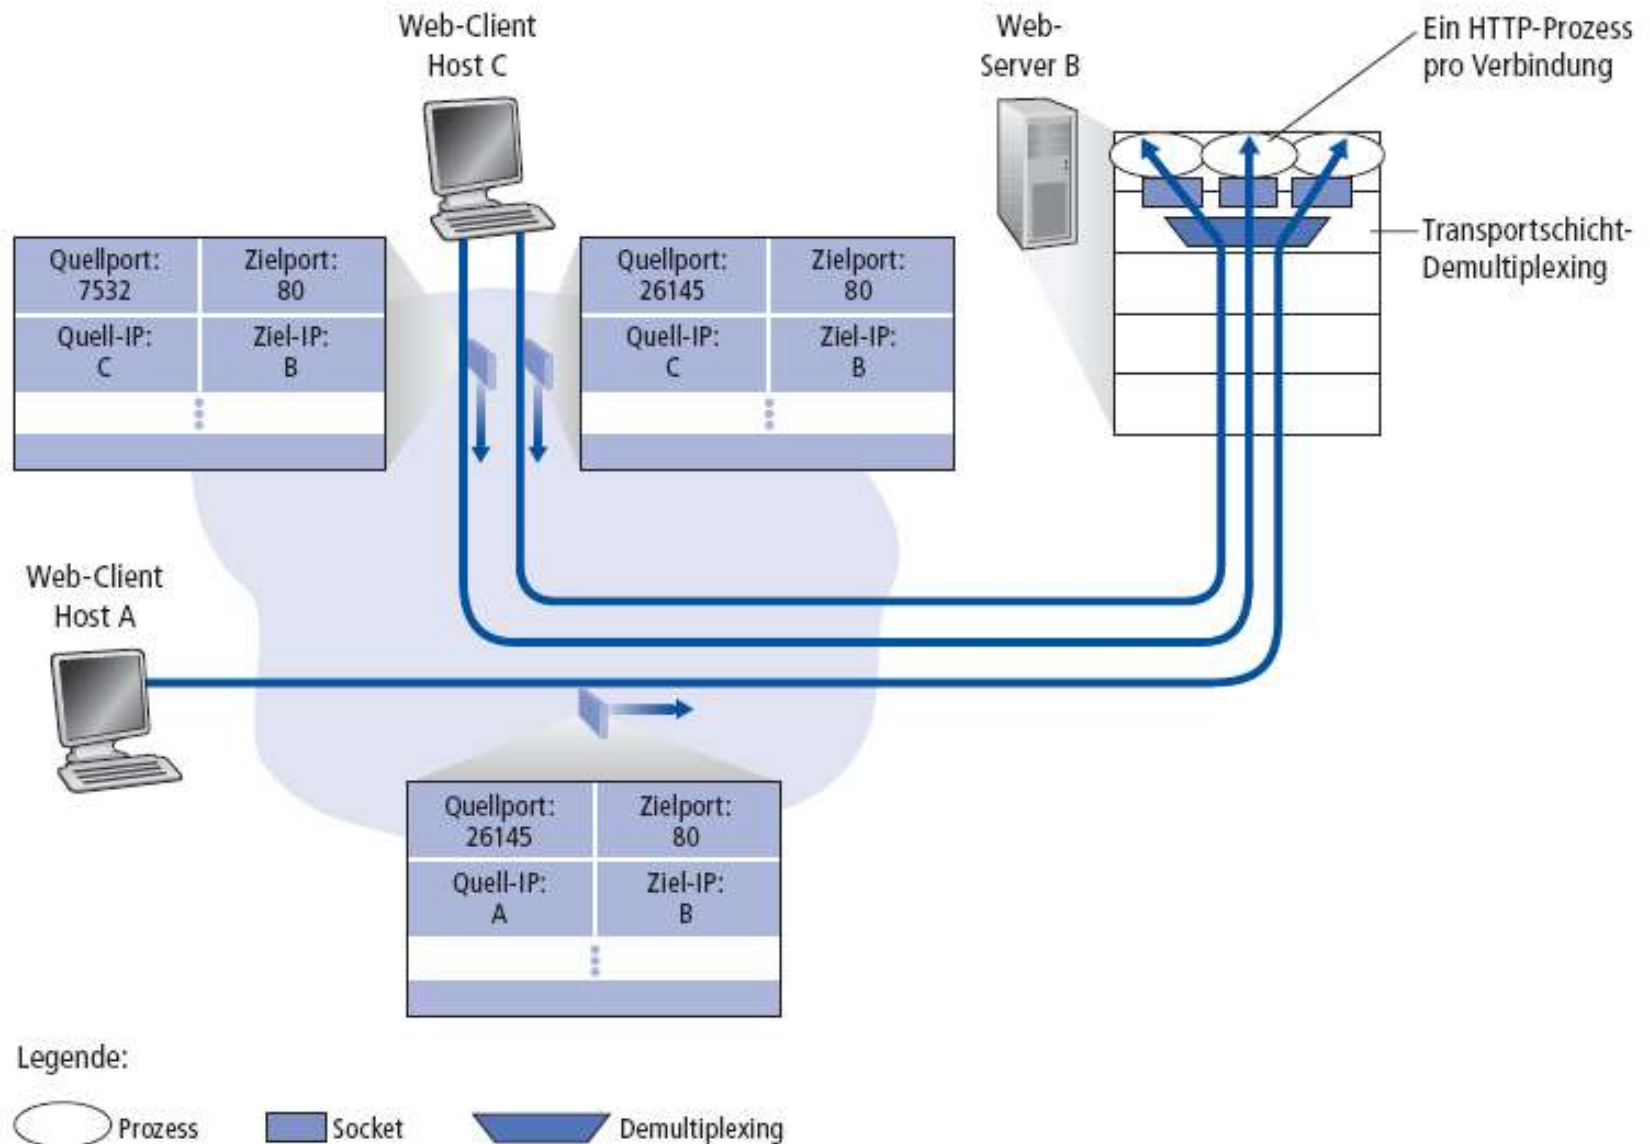 Web-Client
Host C
Web-
Server B
Ein HTTP-Prozess
pro Verbindung
Transportschicht-
Demultiplexing
Quellport:
7532
Zielport:
80
Quell-IP:
C
Ziel-IP:
B
Quellport:
26145
Zielport:
80
Quell-IP:
C
Ziel-IP:
B
Web-Client
Host A
Quellport:
26145
Zielport:
80
Quell-IP:
A
Ziel-IP:
B
Legende:
Prozess
Socket
Demultiplexing